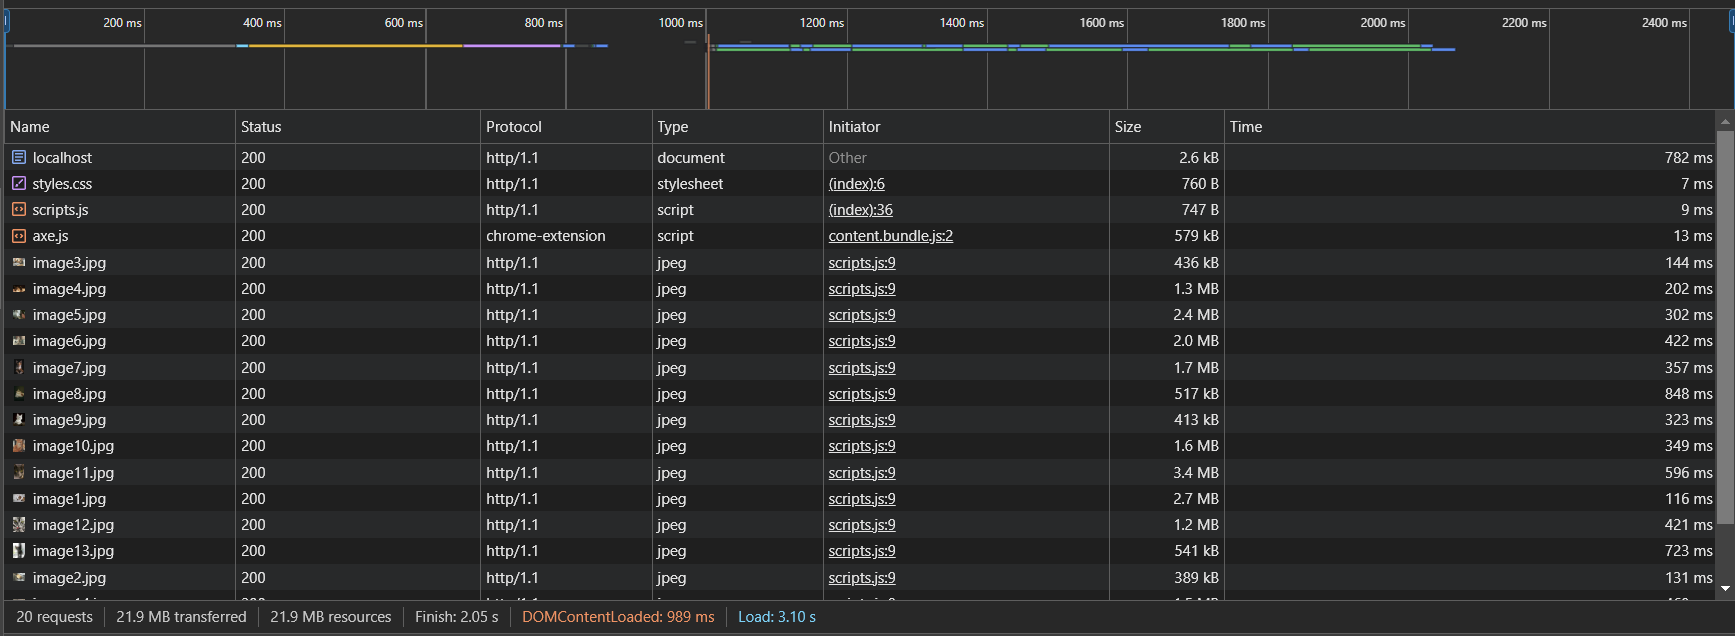 200 ms 400 ms 600 ms 800 ms 1000 ms 1200 ms 1400 ms 1600 ms 1800 ms 2000 ms 2200 ms 2400 ms
Name Status Protocol Type Initiator Size Time
localhost 200 http/1.1 document Other 2.6 kB 782 ms
styles.css 200 http/1.1 stylesheet (index):6 760 B 7 ms
scripts.js 200 http/1.1 script (index):36 747 B 9 ms
axe.js 200 chrome-extension script content.bundle.js:2 579 kB 13 ms
image3.jpg 200 http/1.1 jpeg scripts.js:9 436 kB 144 ms
image4.jpg 200 http/1.1 jpeg scripts.js:9 1.3 MB 202 ms
image5.jpg 200 http/1.1 jpeg scripts.js:9 2.4 MB 302 ms
image6.jpg 200 http/1.1 jpeg scripts.js:9 2.0 MB 422 ms
image7.jpg 200 http/1.1 jpeg scripts.js:9 1.7 MB 357 ms
image8.jpg 200 http/1.1 jpeg scripts.js:9 517 kB 848 ms
image9.jpg 200 http/1.1 jpeg scripts.js:9 413 kB 323 ms
image10.jpg 200 http/1.1 jpeg scripts.js:9 1.6 MB 349 ms
image11.jpg 200 http/1.1 jpeg scripts.js:9 3.4 MB 596 ms
image1.jpg 200 http/1.1 jpeg scripts.js:9 2.7 MB 116 ms
image12.jpg 200 http/1.1 jpeg scripts.js:9 1.2 MB 421 ms
image13.jpg 200 http/1.1 jpeg scripts.js:9 541 kB 723 ms
image2.jpg 200 http/1.1 jpeg scripts.js:9 389 kB 131 ms
20 requests 21.9 MB transferred 21.9 MB resources Finish: 2.05 s DOMContentLoaded: 989 ms Load: 3.10 s